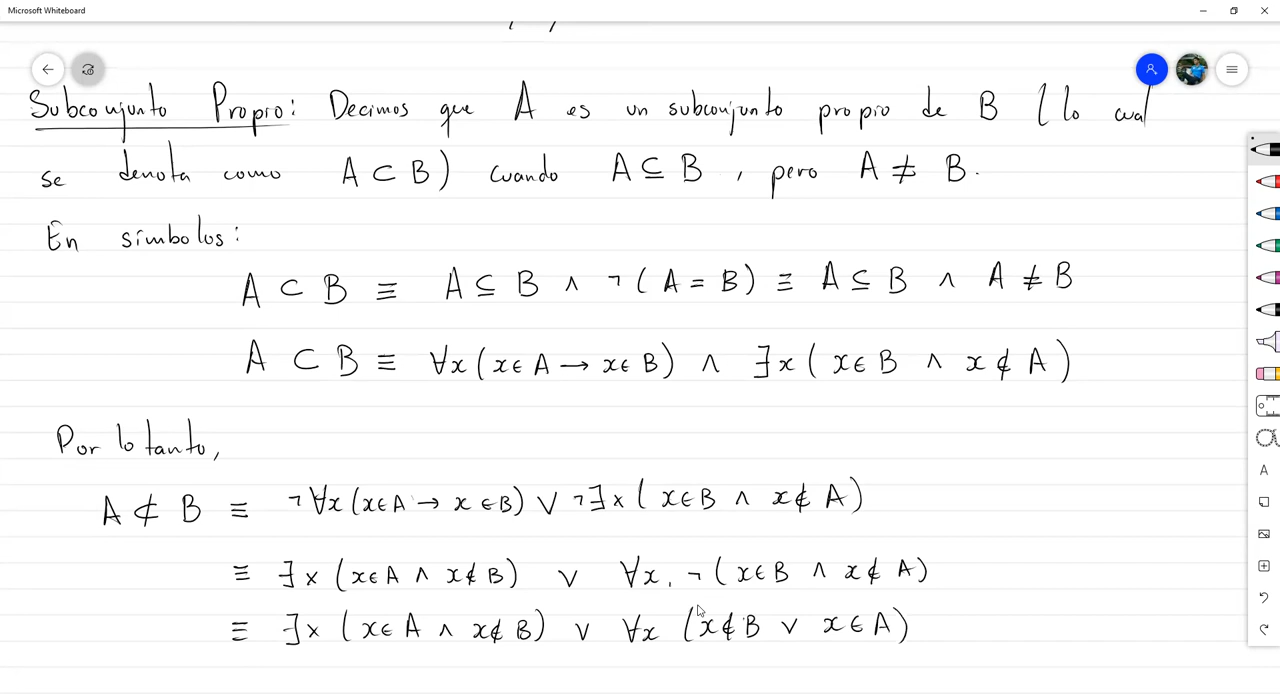 Microsoft Whiteboard
Subconjunto Propio: Decimos que A es un subconjunto propio de B (lo cual
se denota como A ⊂ B) cuando A ⊆ B, pero A ≠ B.
En símbolos:
A ⊂ B ≡ A ⊆ B ∧ ¬(A = B) ≡ A ⊆ B ∧ A ≠ B
A ⊂ B ≡ ∀x(x∈A → x∈B) ∧ ∃x(x∈B ∧ x∉A)
Por lo tanto,
A ⊄ B ≡ ¬∀x(x∈A → x∈B) ∨ ¬∃x(x∈B ∧ x∉A)
≡ ∃x(x∈A ∧ x∉B) ∨ ∀x, ¬(x∈B ∧ x∉A)
≡ ∃x(x∈A ∧ x∉B) ∨ ∀x (x∉B ∨ x∈A)